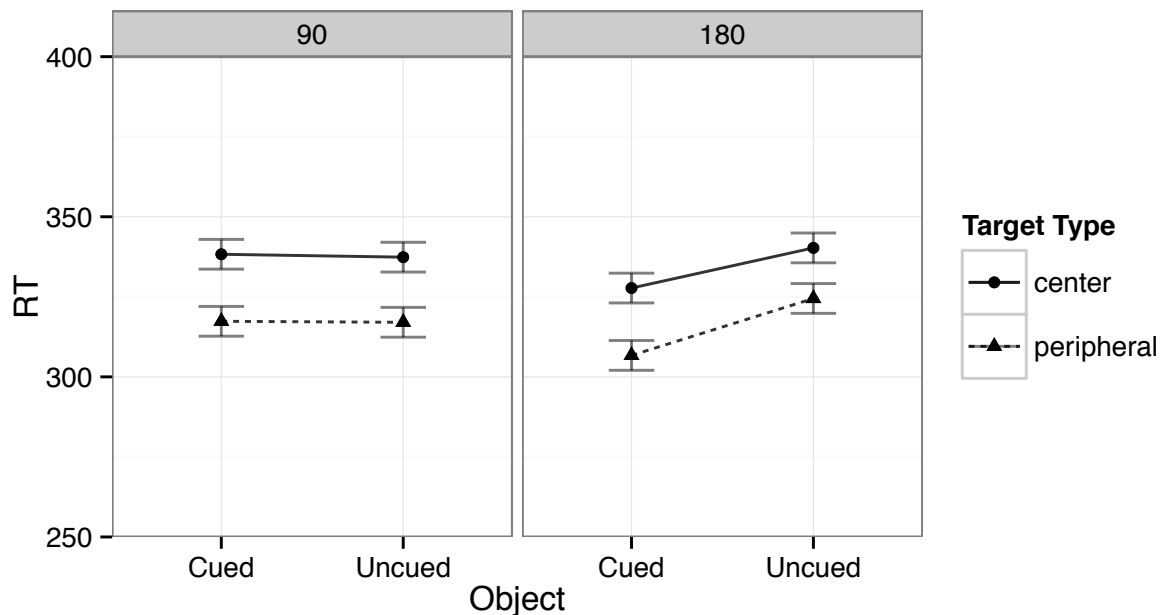 90
180
400
350
300
250
RT
Cued
Uncued
Cued
Uncued
Object
Target Type
center
peripheral